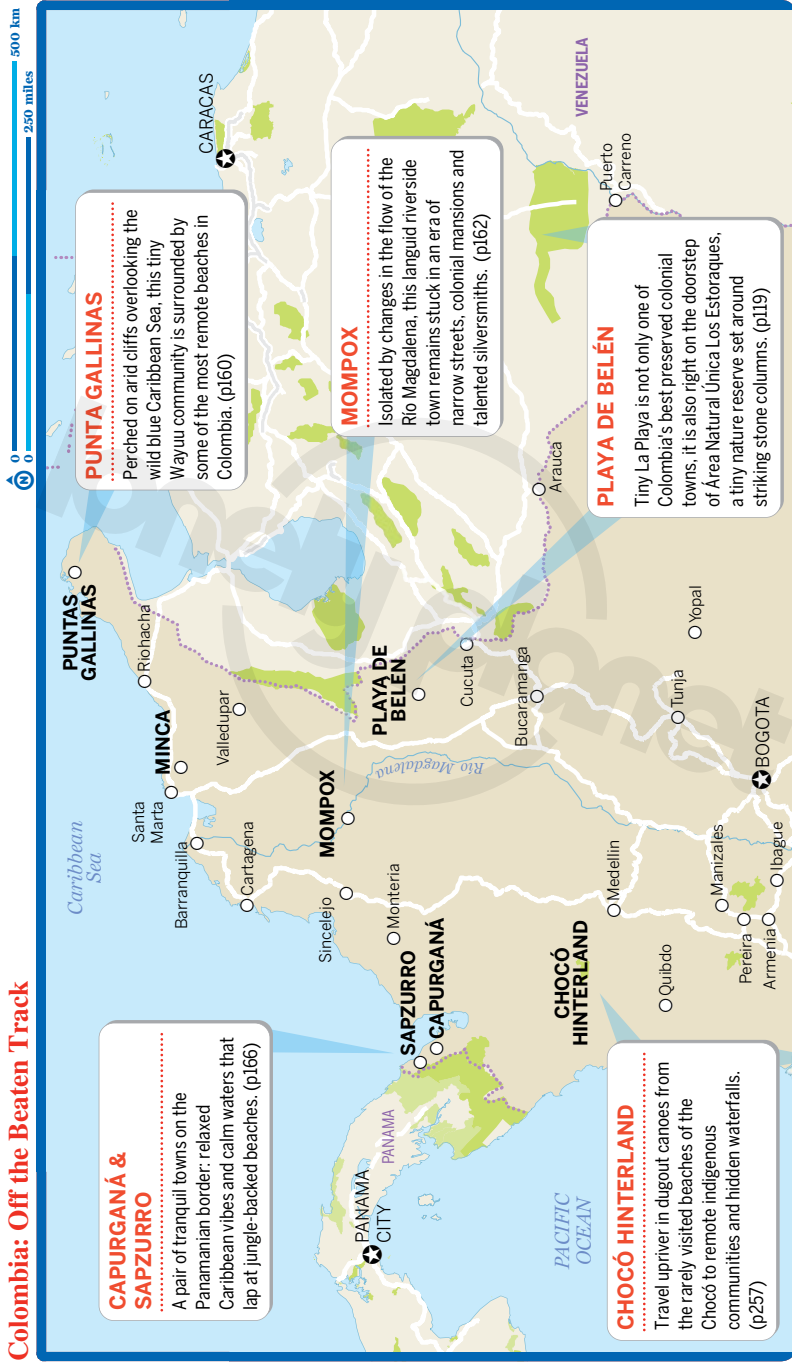 Colombia: Off the Beaten Track
0
500 km
0
250 miles
N
CAPURGANÁ &
SAPZURRO
A pair of tranquil towns on the
Panamanian border: relaxed
Caribbean vibes and calm waters that
lap at jungle-backed beaches. (p166)
PUNTA GALLINAS
Perched on arid cliffs overlooking the
wild blue Caribbean Sea, this tiny
Wayuu community is surrounded by
some of the most remote beaches in
Colombia. (p160)
MOMPOX
Isolated by changes in the flow of the
Río Magdalena, this languid riverside
town remains stuck in an era of
narrow streets, colonial mansions and
talented silversmiths. (p162)
PLAYA DE BELÉN
Tiny La Playa is not only one of
Colombia's best preserved colonial
towns, it is also right on the doorstep
of Área Natural Única Los Estoraques,
a tiny nature reserve set around
striking stone columns. (p119)
CHOCÓ HINTERLAND
Travel upriver in dugout canoes from
the rarely visited beaches of the
Chocó to remote indigenous
communities and hidden waterfalls.
(p257)
Caribbean
Sea
PUNTAS
GALLINAS
Riohacha
MINCA
Santa
Marta
Barranquilla
Cartagena
Valledupar
CARACAS
Sincelejo
MOMPOX
Monteria
SAPZURRO
CAPURGANÁ
PANAMA
CITY
PANAMA
PLAYA DE
BELÉN
Río Magdalena
Cucuta
Bucaramanga
Arauca
VENEZUELA
Puerto
Carreno
PACIFIC
OCEAN
CHOCÓ
HINTERLAND
Medellin
Quibdo
Yopal
Tunja
BOGOTA
Manizales
Pereira
Armenia
Ibague
lonely planet